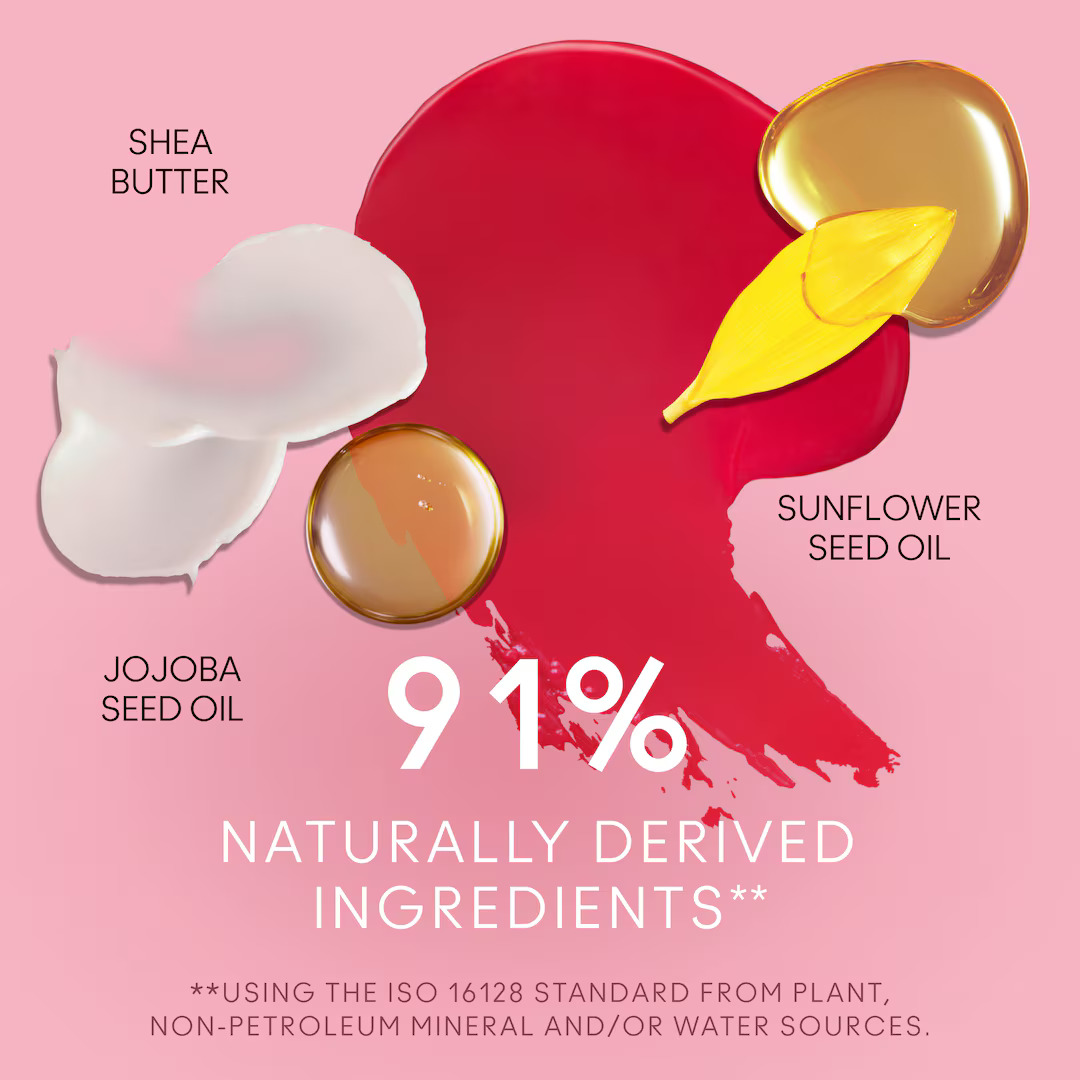 SHEA
BUTTER
SUNFLOWER
SEED OIL
JOJOBA
SEED OIL
91%
NATURALLY DERIVED
INGREDIENTS**
**USING THE ISO 16128 STANDARD FROM PLANT,
NON-PETROLEUM MINERAL AND/OR WATER SOURCES.